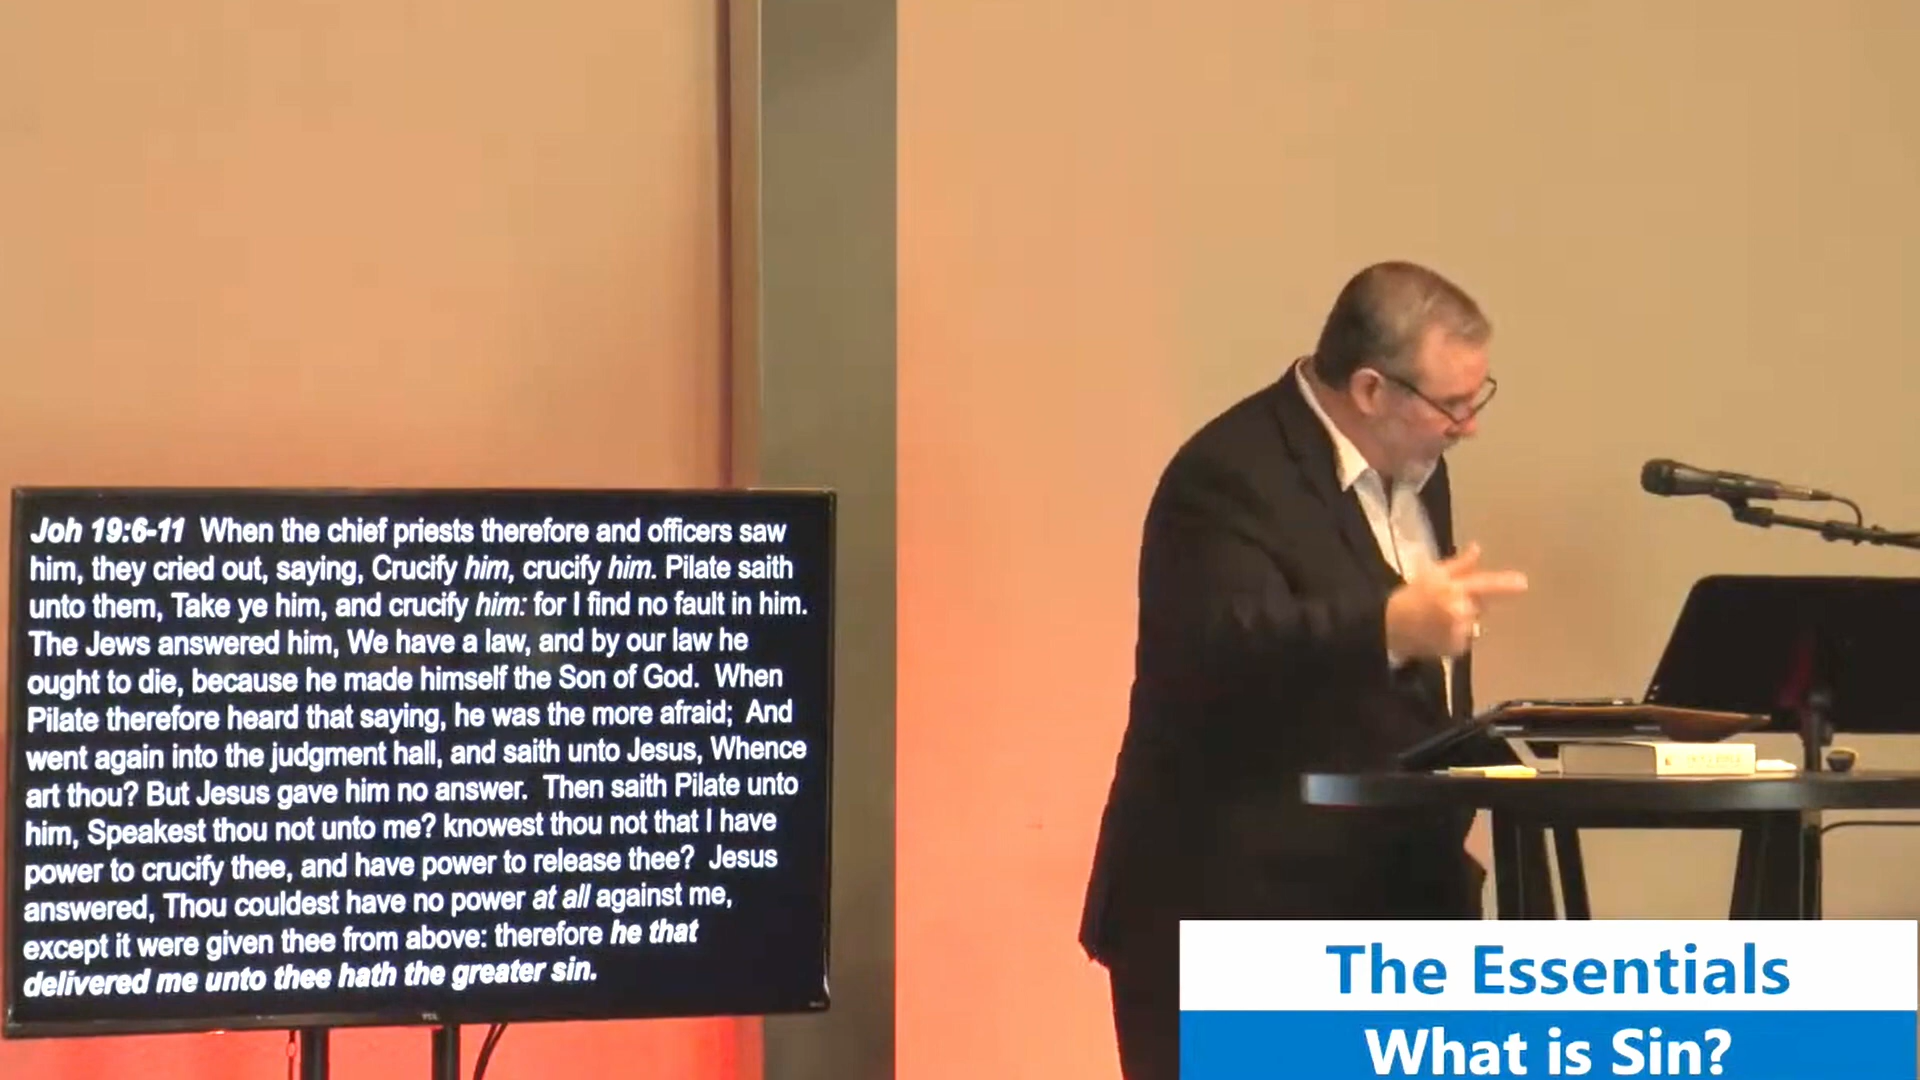 Joh 19:6-11 When the chief priests therefore and officers saw
him, they cried out, saying, Crucify him, crucify him. Pilate saith
unto them, Take ye him, and crucify him: for I find no fault in him.
The Jews answered him, We have a law, and by our law he
ought to die, because he made himself the Son of God. When
Pilate therefore heard that saying, he was the more afraid; And
went again into the judgment hall, and saith unto Jesus, Whence
art thou? But Jesus gave him no answer. Then saith Pilate unto
him, Speakest thou not unto me? knowest thou not that I have
power to crucify thee, and have power to release thee? Jesus
answered, Thou couldest have no power at all against me,
except it were given thee from above: therefore he that
delivered me unto thee hath the greater sin.
TCL
The Essentials
What is Sin?